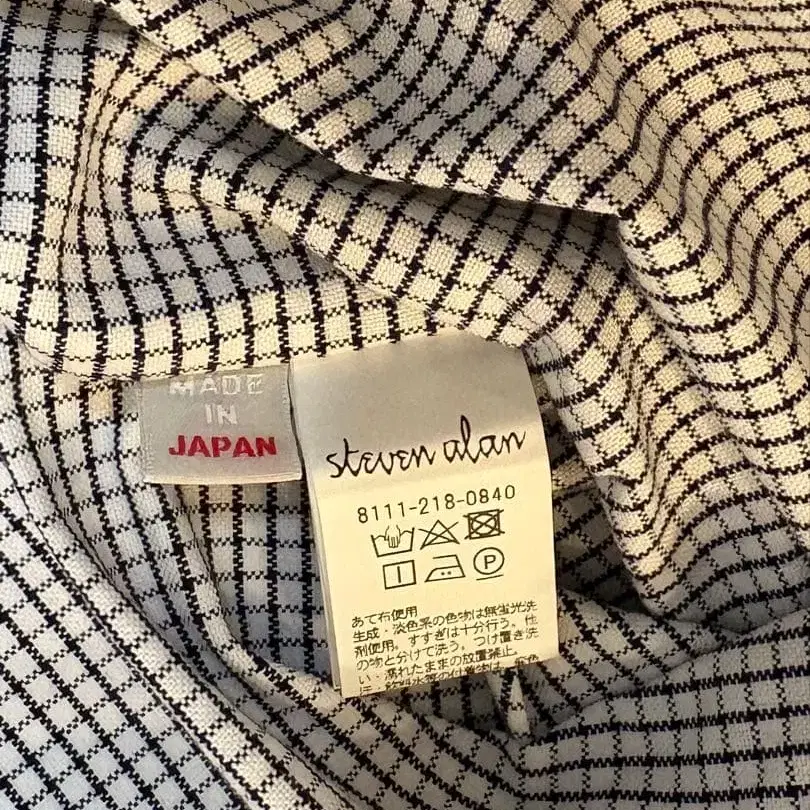 MADE
IN
JAPAN
steven alan
8111-218-0840
P
あて布使用
生成・淡色系の色物は無蛍光洗
剤使用。すすぎは十分行う。他
の物と分けて洗う。つけ置き洗
い・濡れたままの放置禁止。